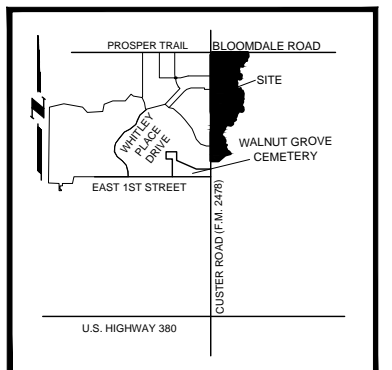 PROSPER TRAIL
BLOOMDALE ROAD
SITE
WHITLEY
PLACE
DRIVE
WALNUT GROVE
CEMETERY
EAST 1ST STREET
CUSTER ROAD (F.M. 2478)
U.S. HIGHWAY 380